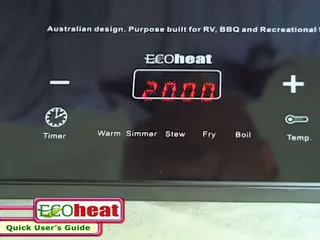 Australian design. Purpose built for RV, BBQ and Recreational
ECOheat
− 2000 +
Timer Warm Simmer Stew Fry Boil Temp.
ECOheat
Quick User's Guide